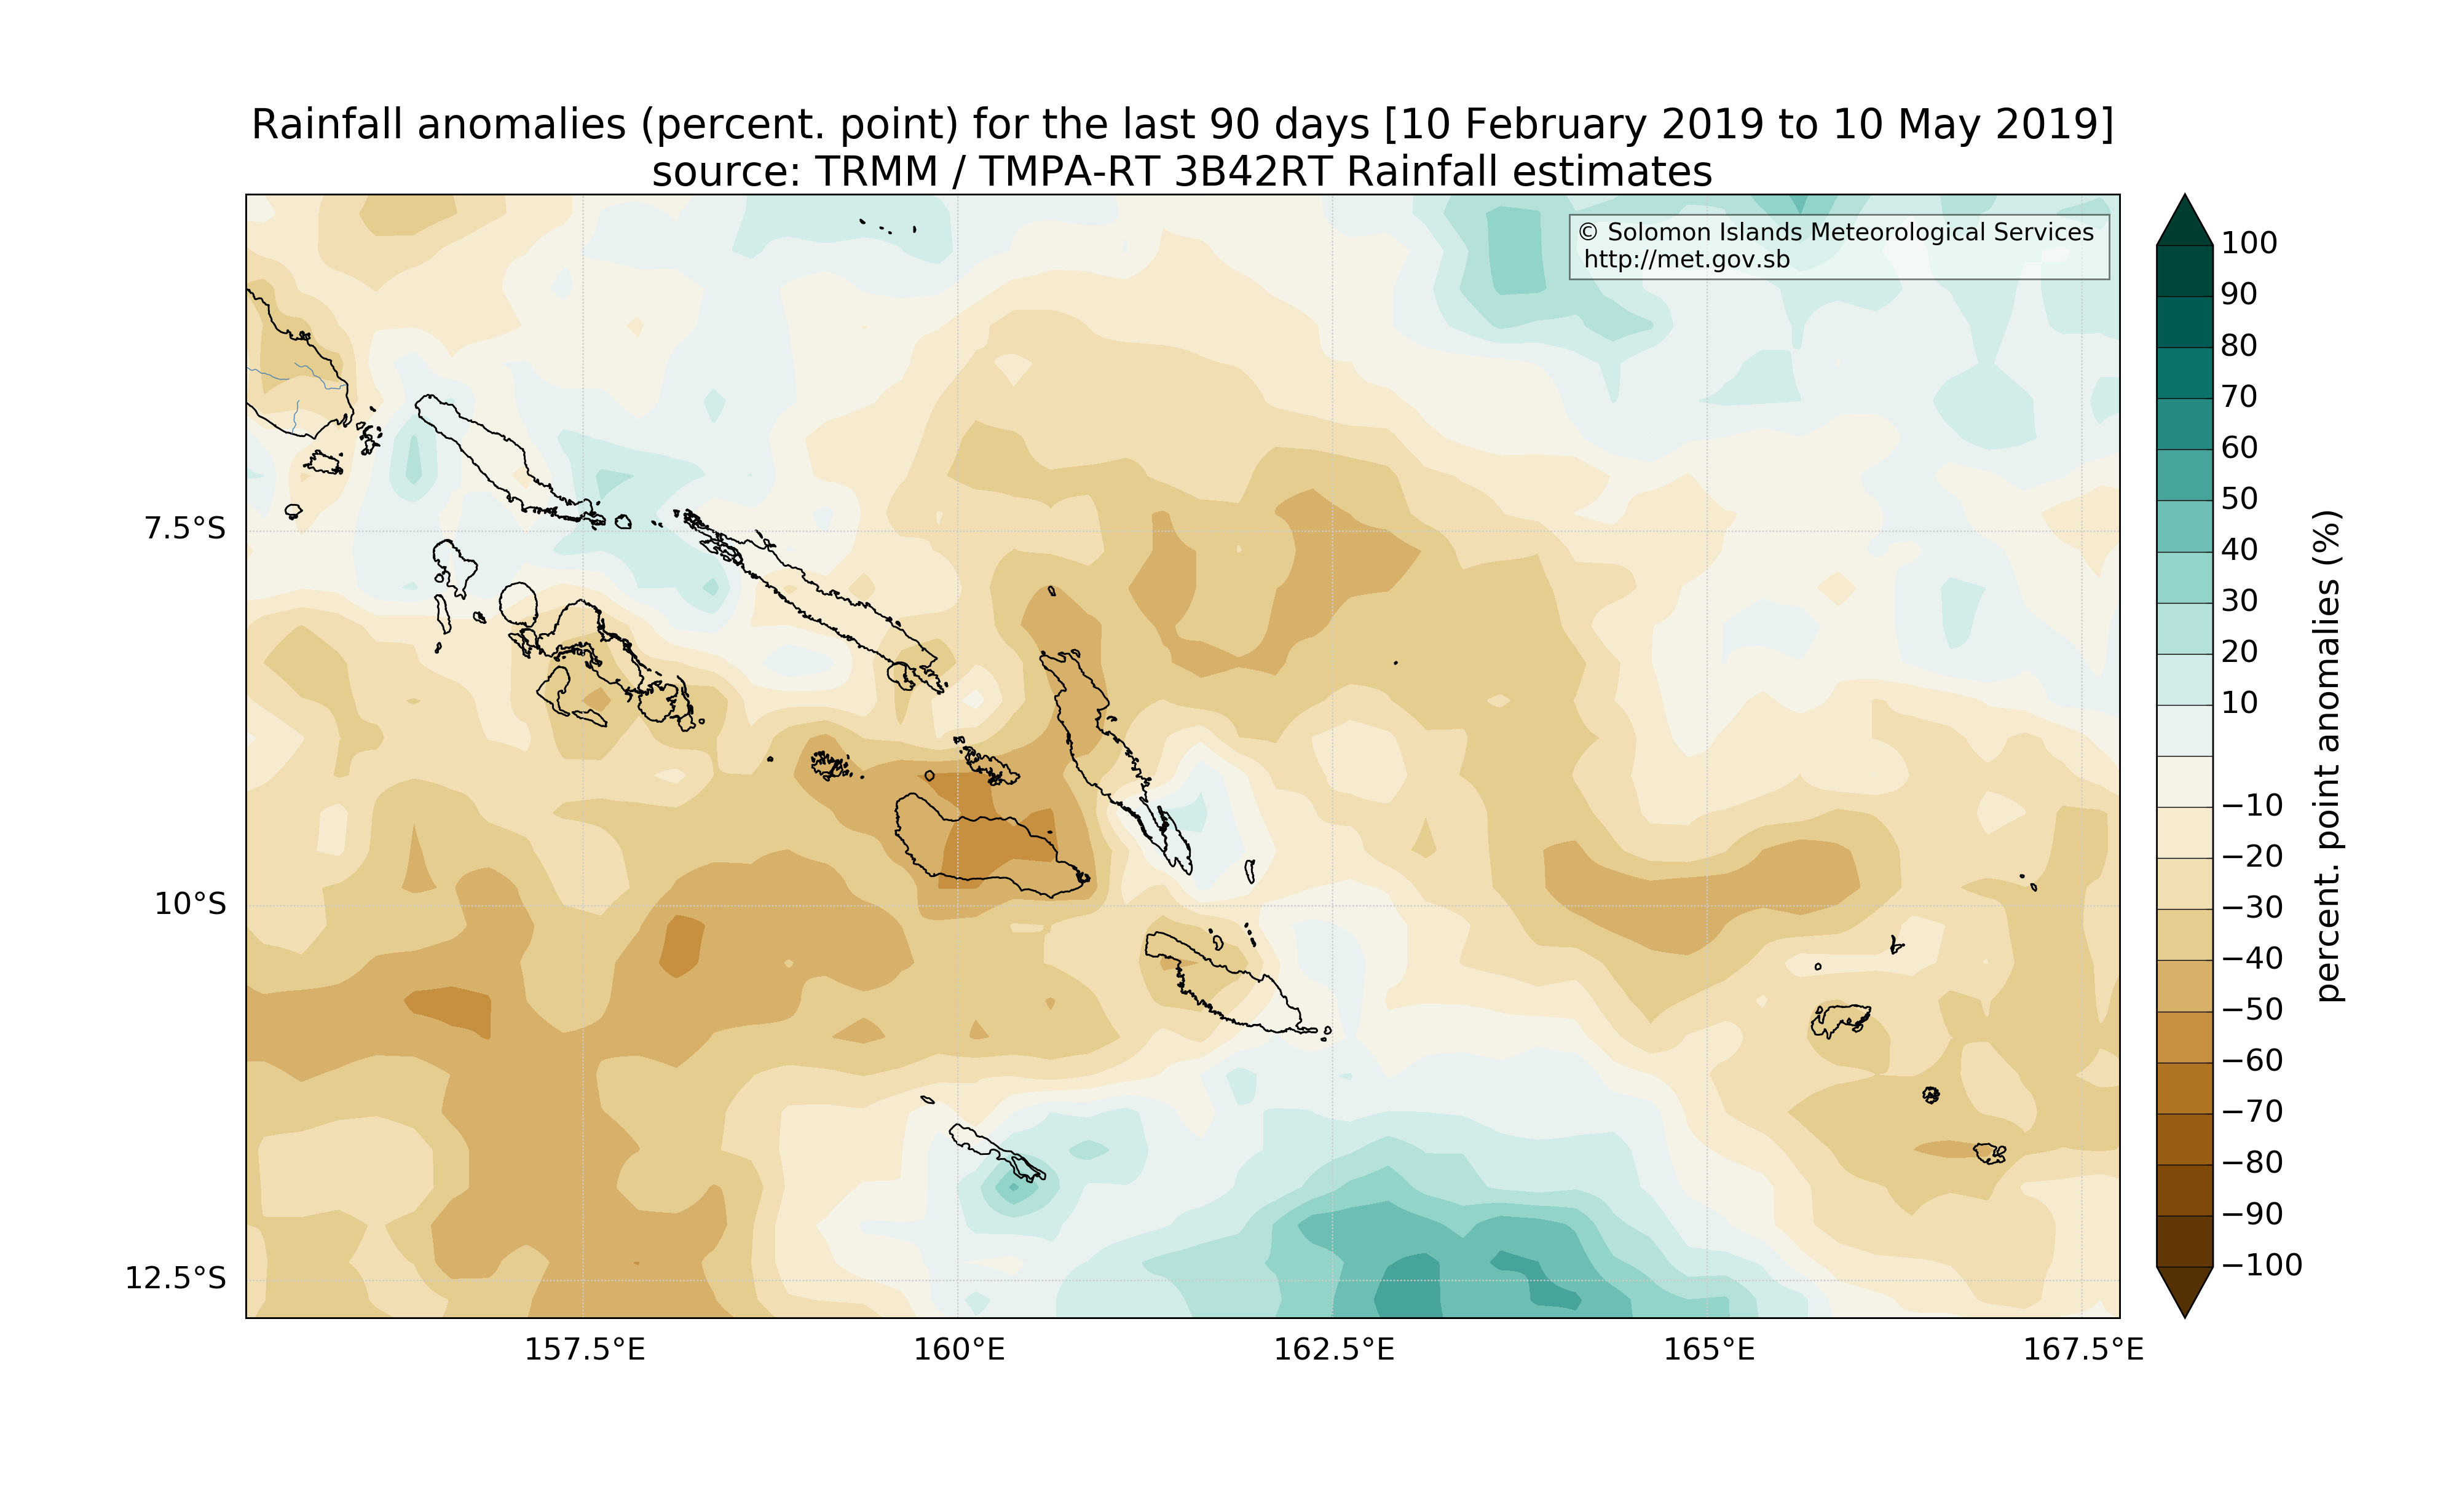 Rainfall anomalies (percent. point) for the last 90 days [10 February 2019 to 10 May 2019]
source: TRMM / TMPA-RT 3B42RT Rainfall estimates
© Solomon Islands Meteorological Services
http://met.gov.sb
7.5°S
10°S
12.5°S
157.5°E
160°E
162.5°E
165°E
167.5°E
100
90
80
70
60
50
40
30
20
10
−10
−20
−30
−40
−50
−60
−70
−80
−90
−100
percent. point anomalies (%)